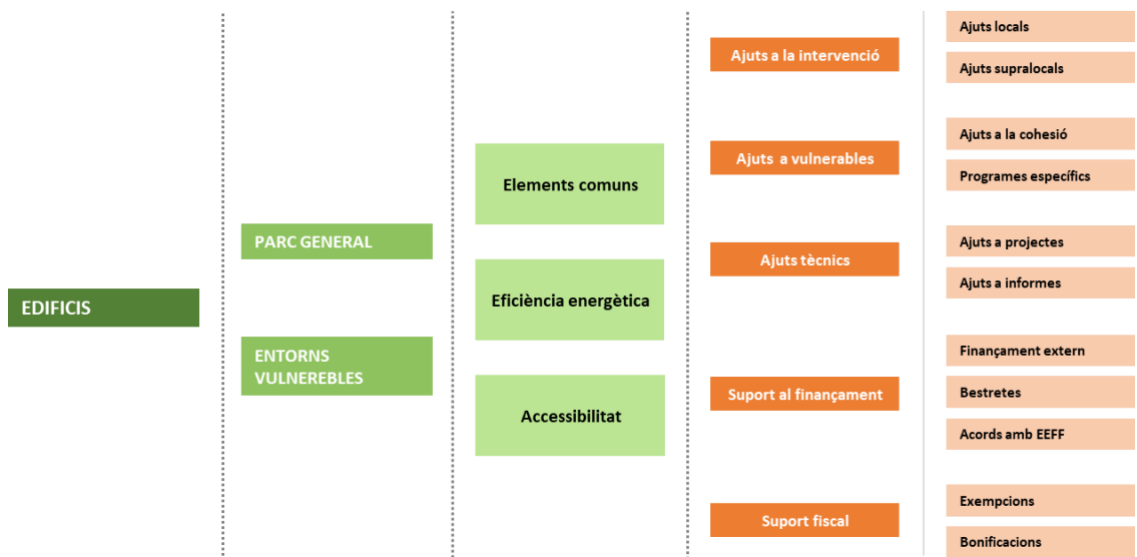 EDIFICIS
PARC GENERAL
ENTORNS
VULNEREBLES
Elements comuns
Eficiència energètica
Accessibilitat
Ajuts a la intervenció
Ajuts a vulnerables
Ajuts tècnics
Suport al finançament
Suport fiscal
Ajuts locals
Ajuts supralocals
Ajuts a la cohesió
Programes específics
Ajuts a projectes
Ajuts a informes
Finançament extern
Bestretes
Acords amb EEFF
Exempcions
Bonificacions